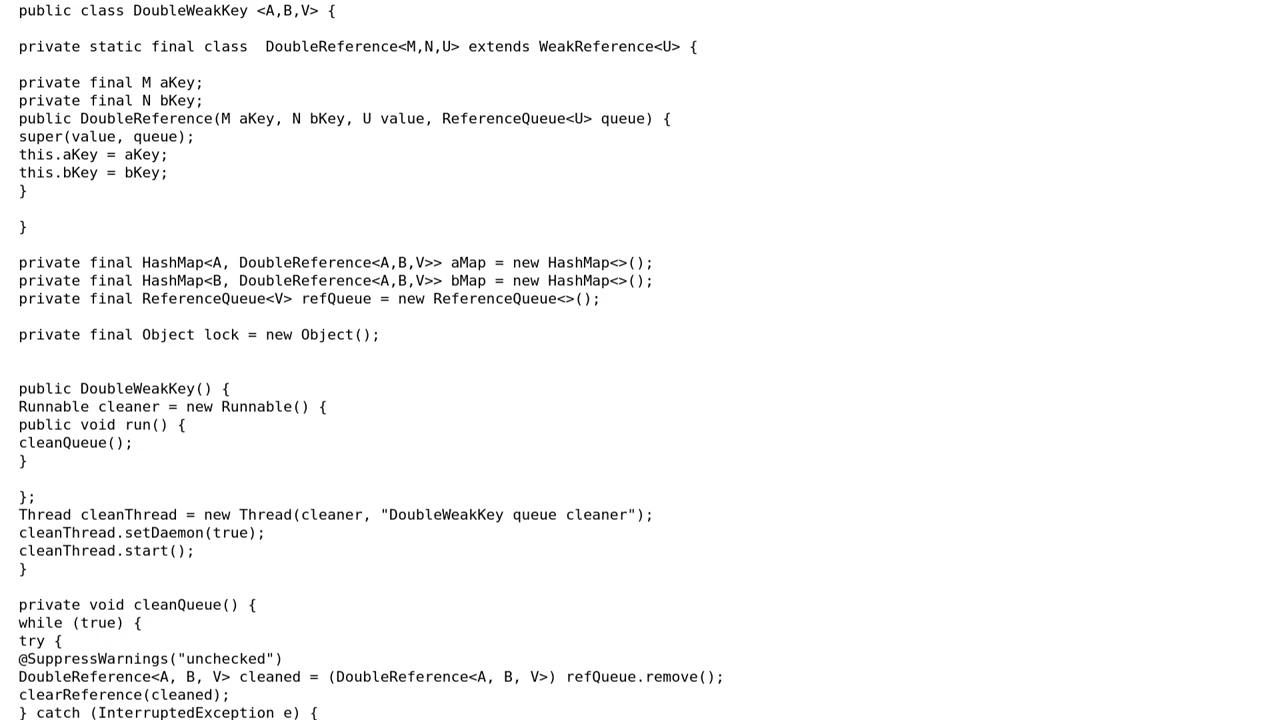 public class DoubleWeakKey <A,B,V> {
private static final class  DoubleReference<M,N,U> extends WeakReference<U> {
private final M aKey;
private final N bKey;
public DoubleReference(M aKey, N bKey, U value, ReferenceQueue<U> queue) {
super(value, queue);
this.aKey = aKey;
this.bKey = bKey;
}
}
private final HashMap<A, DoubleReference<A,B,V>> aMap = new HashMap<>();
private final HashMap<B, DoubleReference<A,B,V>> bMap = new HashMap<>();
private final ReferenceQueue<V> refQueue = new ReferenceQueue<>();
private final Object lock = new Object();
public DoubleWeakKey() {
Runnable cleaner = new Runnable() {
public void run() {
cleanQueue();
}
};
Thread cleanThread = new Thread(cleaner, "DoubleWeakKey queue cleaner");
cleanThread.setDaemon(true);
cleanThread.start();
}
private void cleanQueue() {
while (true) {
try {
@SuppressWarnings("unchecked")
DoubleReference<A, B, V> cleaned = (DoubleReference<A, B, V>) refQueue.remove();
clearReference(cleaned);
} catch (InterruptedException e) {